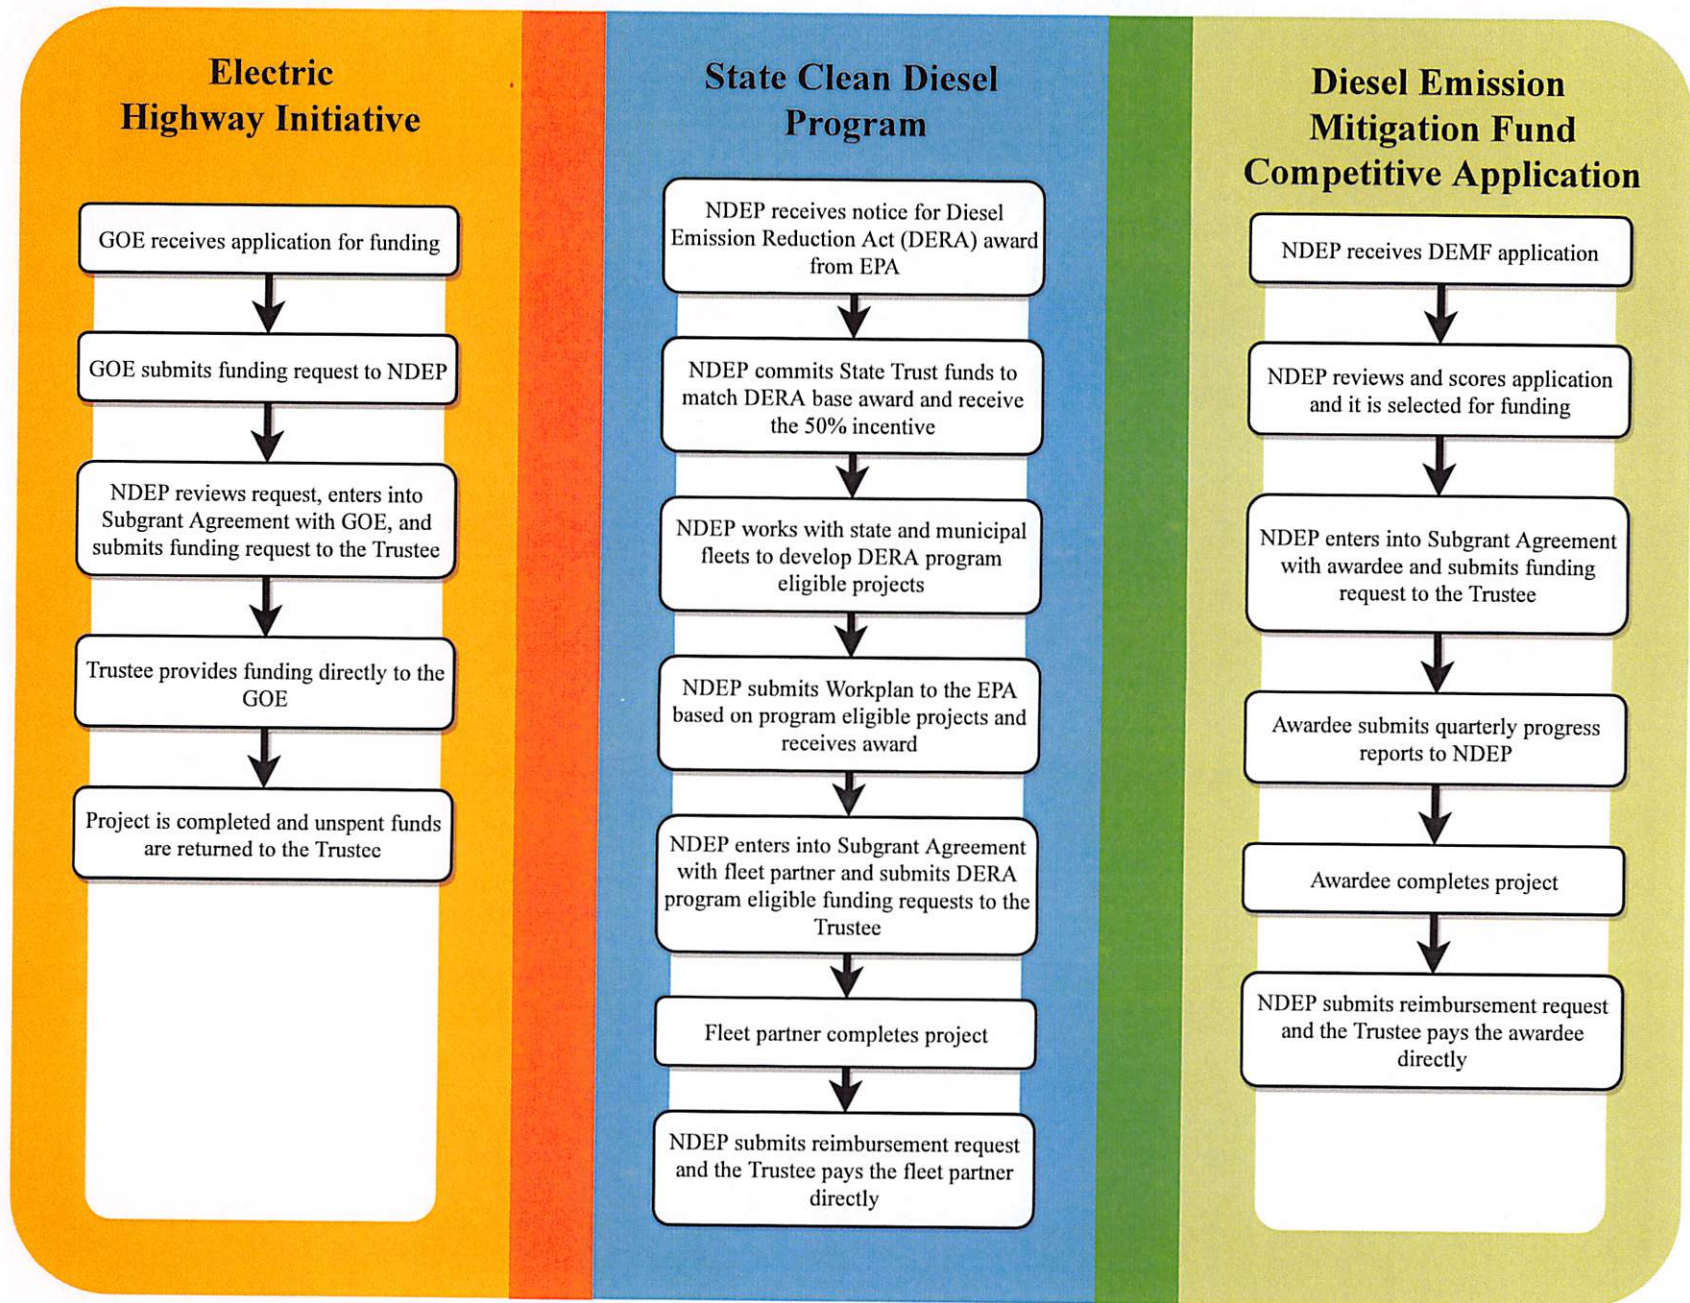 Electric
Highway Initiative
GOE receives application for funding
GOE submits funding request to NDEP
NDEP reviews request, enters into
Subgrant Agreement with GOE, and
submits funding request to the Trustee
Trustee provides funding directly to the
GOE
Project is completed and unspent funds
are returned to the Trustee
State Clean Diesel
Program
NDEP receives notice for Diesel
Emission Reduction Act (DERA) award
from EPA
NDEP commits State Trust funds to
match DERA base award and receive
the 50% incentive
NDEP works with state and municipal
fleets to develop DERA program
eligible projects
NDEP submits Workplan to the EPA
based on program eligible projects and
receives award
NDEP enters into Subgrant Agreement
with fleet partner and submits DERA
program eligible funding requests to the
Trustee
Fleet partner completes project
NDEP submits reimbursement request
and the Trustee pays the fleet partner
directly
Diesel Emission
Mitigation Fund
Competitive Application
NDEP receives DEMF application
NDEP reviews and scores application
and it is selected for funding
NDEP enters into Subgrant Agreement
with awardee and submits funding
request to the Trustee
Awardee submits quarterly progress
reports to NDEP
Awardee completes project
NDEP submits reimbursement request
and the Trustee pays the awardee
directly